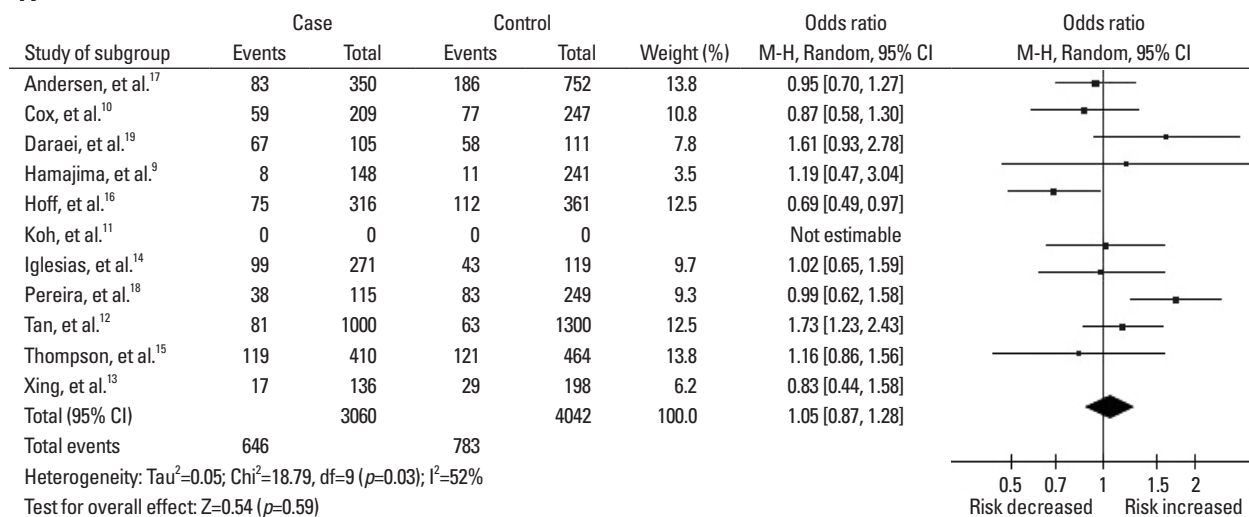 Case Control Odds ratio Odds ratio
Study of subgroup Events Total Events Total Weight (%) M-H, Random, 95% CI M-H, Random, 95% CI
Andersen, et al.17 83 350 186 752 13.8 0.95 [0.70, 1.27]
Cox, et al.10 59 209 77 247 10.8 0.87 [0.58, 1.30]
Daraei, et al.19 67 105 58 111 7.8 1.61 [0.93, 2.78]
Hamajima, et al.9 8 148 11 241 3.5 1.19 [0.47, 3.04]
Hoff, et al.16 75 316 112 361 12.5 0.69 [0.49, 0.97]
Koh, et al.11 0 0 0 0 Not estimable
Iglesias, et al.14 99 271 43 119 9.7 1.02 [0.65, 1.59]
Pereira, et al.18 38 115 83 249 9.3 0.99 [0.62, 1.58]
Tan, et al.12 81 1000 63 1300 12.5 1.73 [1.23, 2.43]
Thompson, et al.15 119 410 121 464 13.8 1.16 [0.86, 1.56]
Xing, et al.13 17 136 29 198 6.2 0.83 [0.44, 1.58]
Total (95% CI) 3060 4042 100.0 1.05 [0.87, 1.28]
Total events 646 783
Heterogeneity: Tau2=0.05; Chi2=18.79, df=9 (p=0.03); I2=52%
Test for overall effect: Z=0.54 (p=0.59)
0.5 0.7 1 1.5 2
Risk decreased Risk increased